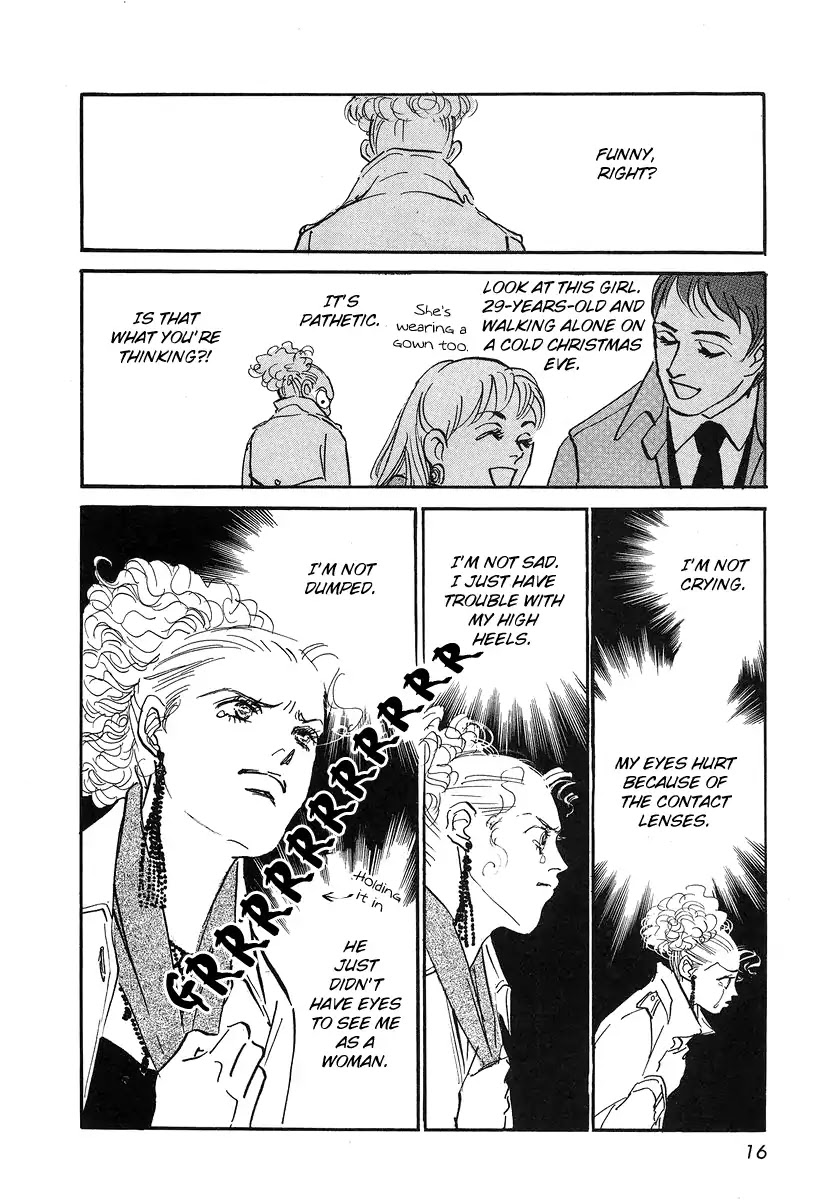 FUNNY,
RIGHT?
LOOK AT THIS GIRL.
29-YEARS-OLD AND
WALKING ALONE ON
A COLD CHRISTMAS
EVE.
She's
wearing a
gown too.
IT'S
PATHETIC.
IS THAT
WHAT YOU'RE
THINKING?!
I'M NOT
CRYING.
MY EYES HURT
BECAUSE OF
THE CONTACT
LENSES.
I'M NOT SAD.
I JUST HAVE
TROUBLE WITH
MY HIGH
HEELS.
I'M NOT
DUMPED.
GRRRRRRRRRRRRR
Holding
it in
HE
JUST
DIDN'T
HAVE EYES
TO SEE ME
AS A
WOMAN.
16